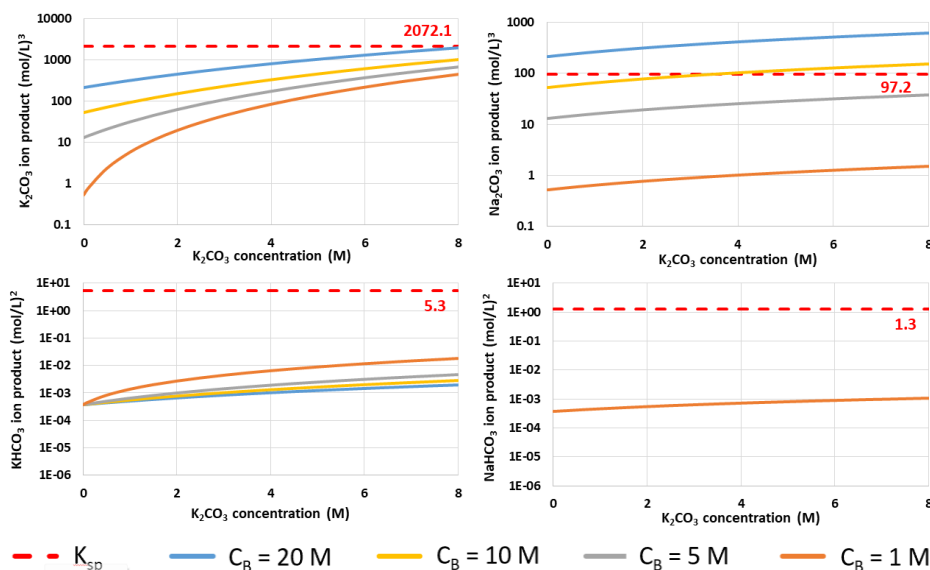 K₂CO₃ ion product (mol/L)³
10000
1000
100
10
1
0.1
2072.1
0
2
4
6
8
K₂CO₃ concentration (M)
Na₂CO₃ ion product (mol/L)³
1000
100
10
1
0.1
97.2
0
2
4
6
8
K₂CO₃ concentration (M)
KHCO₃ ion product (mol/L)²
1E+01
1E+00
1E-01
1E-02
1E-03
1E-04
1E-05
1E-06
5.3
0
2
4
6
8
K₂CO₃ concentration (M)
NaHCO₃ ion product (mol/L)²
1E+01
1E+00
1E-01
1E-02
1E-03
1E-04
1E-05
1E-06
1.3
0
2
4
6
8
K₂CO₃ concentration (M)
K_sp
C_B = 20 M
C_B = 10 M
C_B = 5 M
C_B = 1 M